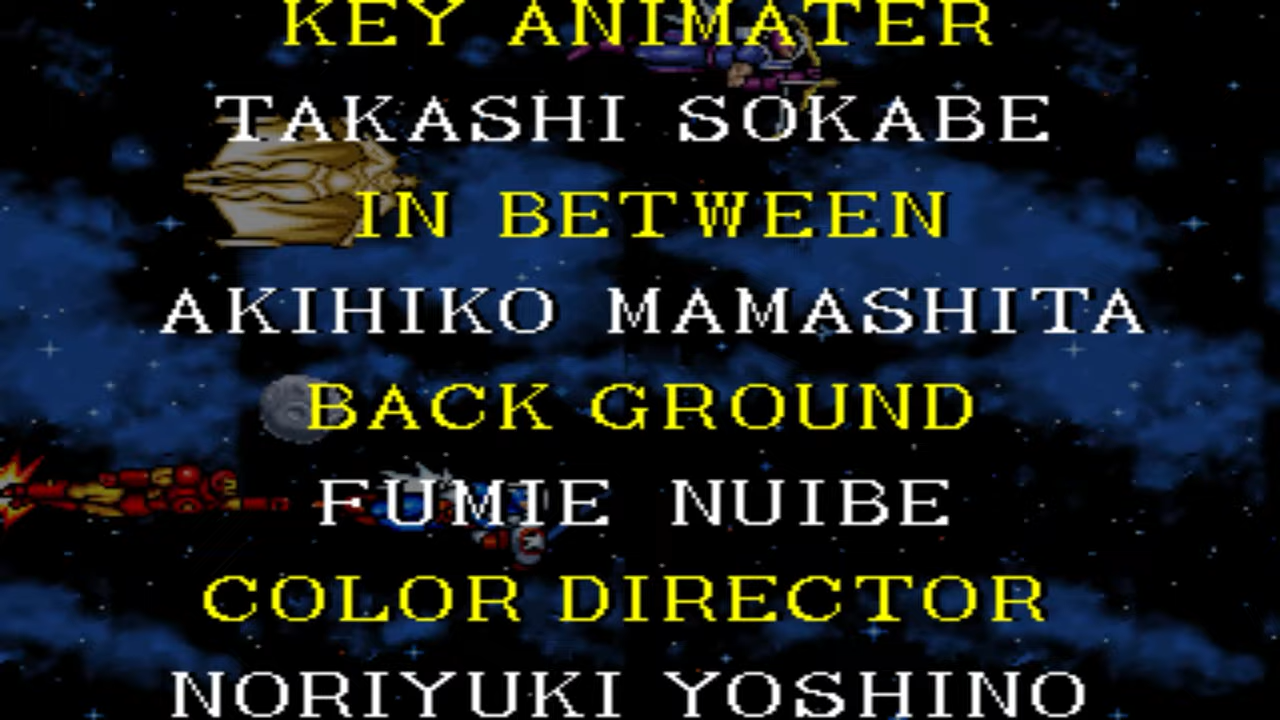 KEY ANIMATER
TAKASHI SOKABE
IN BETWEEN
AKIHIKO MAMASHITA
BACK GROUND
FUMIE NUIBE
COLOR DIRECTOR
NORIYUKI YOSHINO